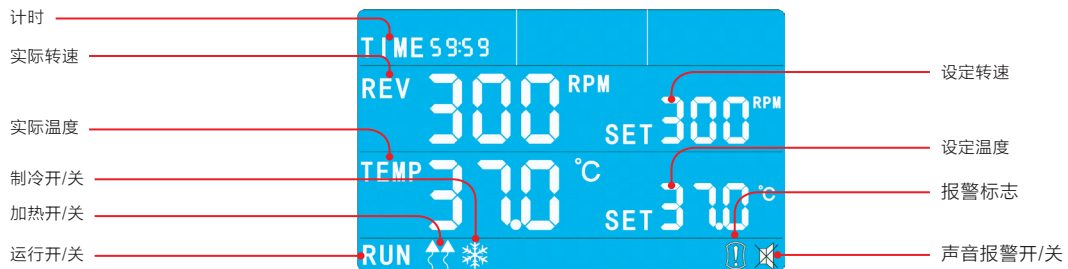 计时
TIME 59:59
实际转速
REV 300 RPM
设定转速
SET 300 RPM
实际温度
TEMP 37.0 ℃
设定温度
SET 37.0 ℃
制冷开/关
报警标志
加热开/关
运行开/关
RUN
声音报警开/关